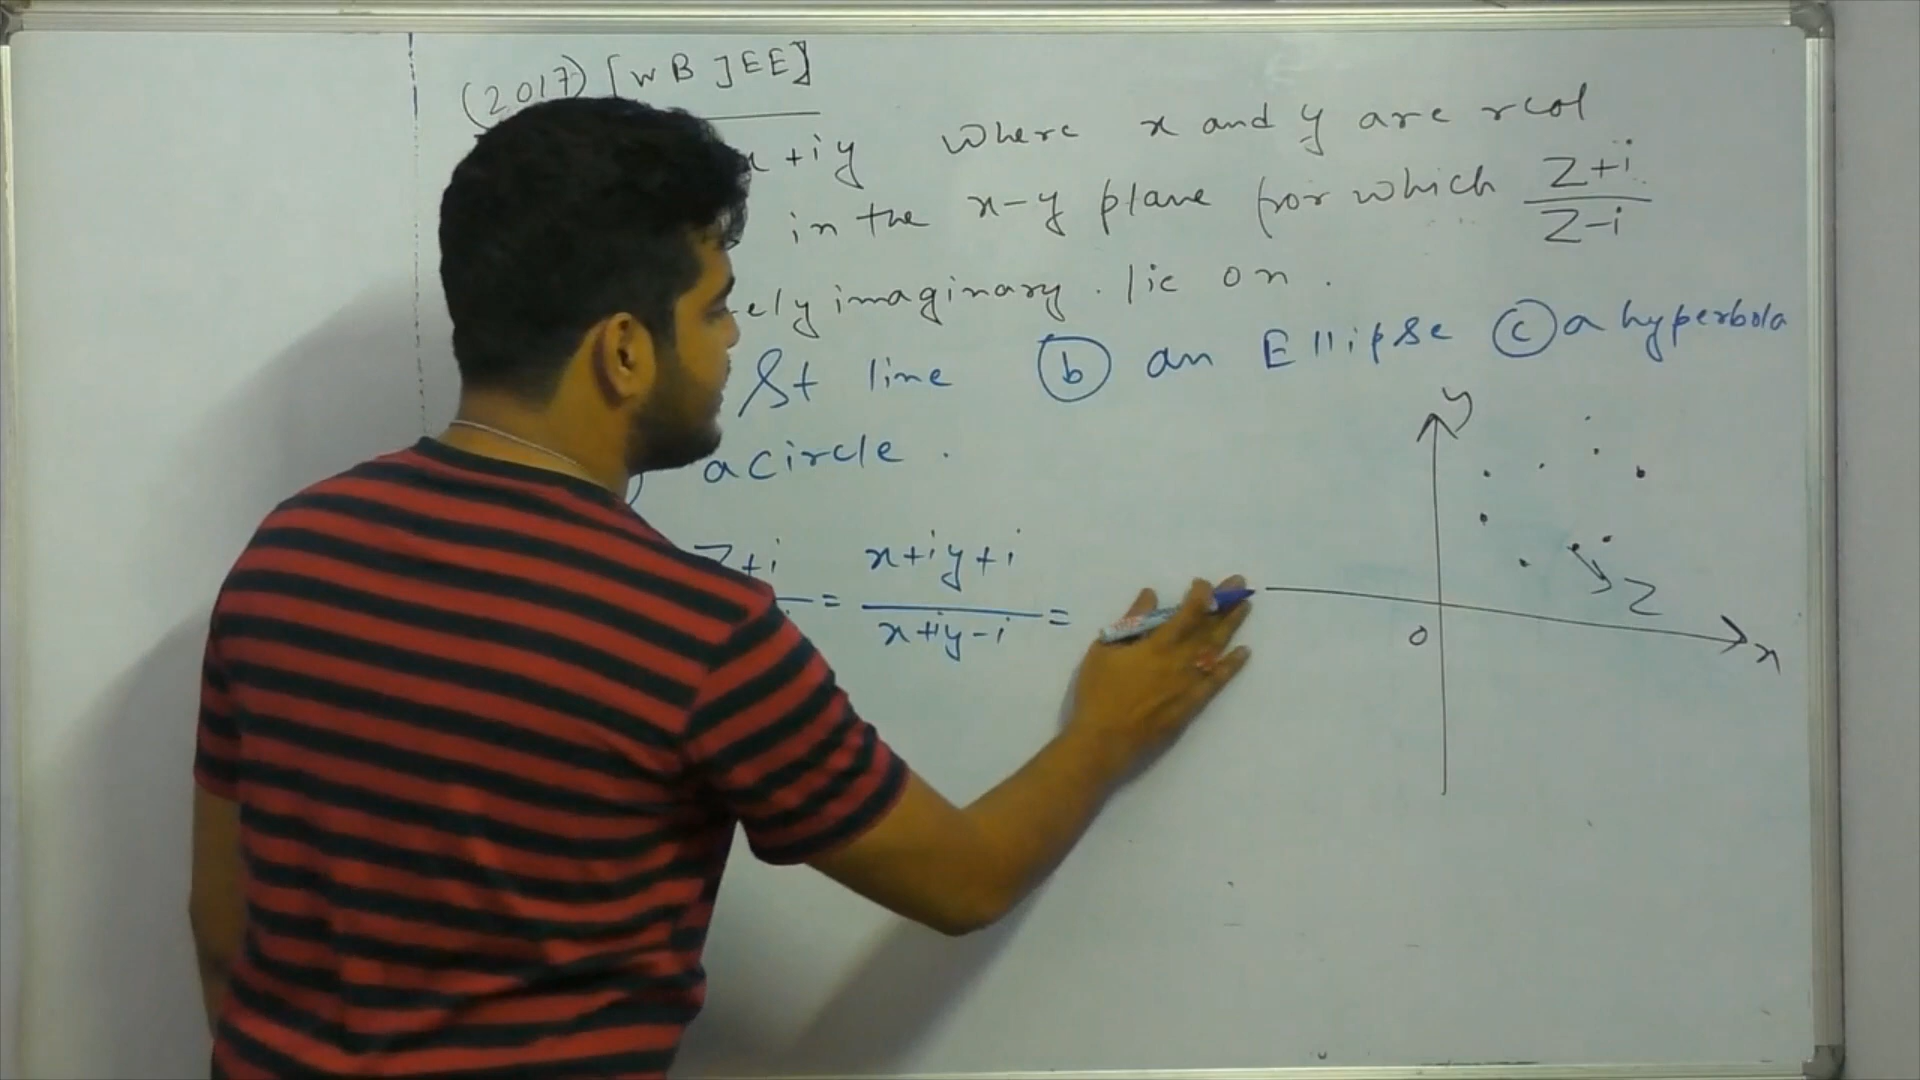 (2017) [WB JEE]
x+iy where x and y are real
in the x-y plane for which Z+i/Z-i
ely imaginary. lie on.
St line (b) an Ellipse (c) a hyperbola
a circle.
Z+i = x+iy+i/x+iy-i =
y
Z
0
x